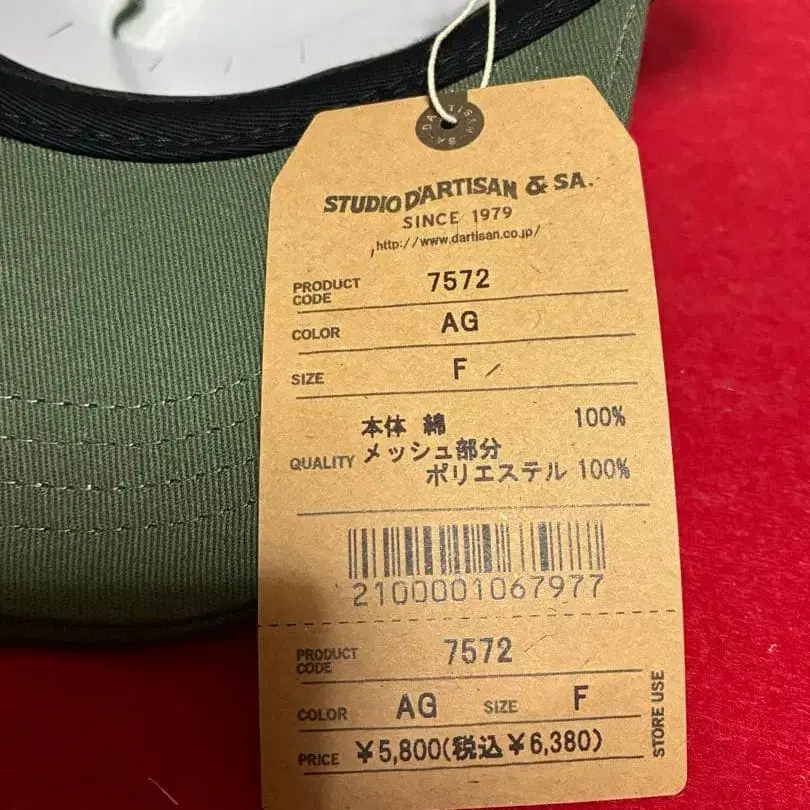 D'ARTISAN-SA-
STUDIO D'ARTISAN & SA.
SINCE 1979
http://www.dartisan.co.jp/
PRODUCT CODE 7572
COLOR AG
SIZE F
QUALITY 本体 綿 100%
メッシュ部分
ポリエステル 100%
2100001067977
PRODUCT CODE 7572
COLOR AG SIZE F
PRICE ¥5,800(税込¥6,380)
STORE USE